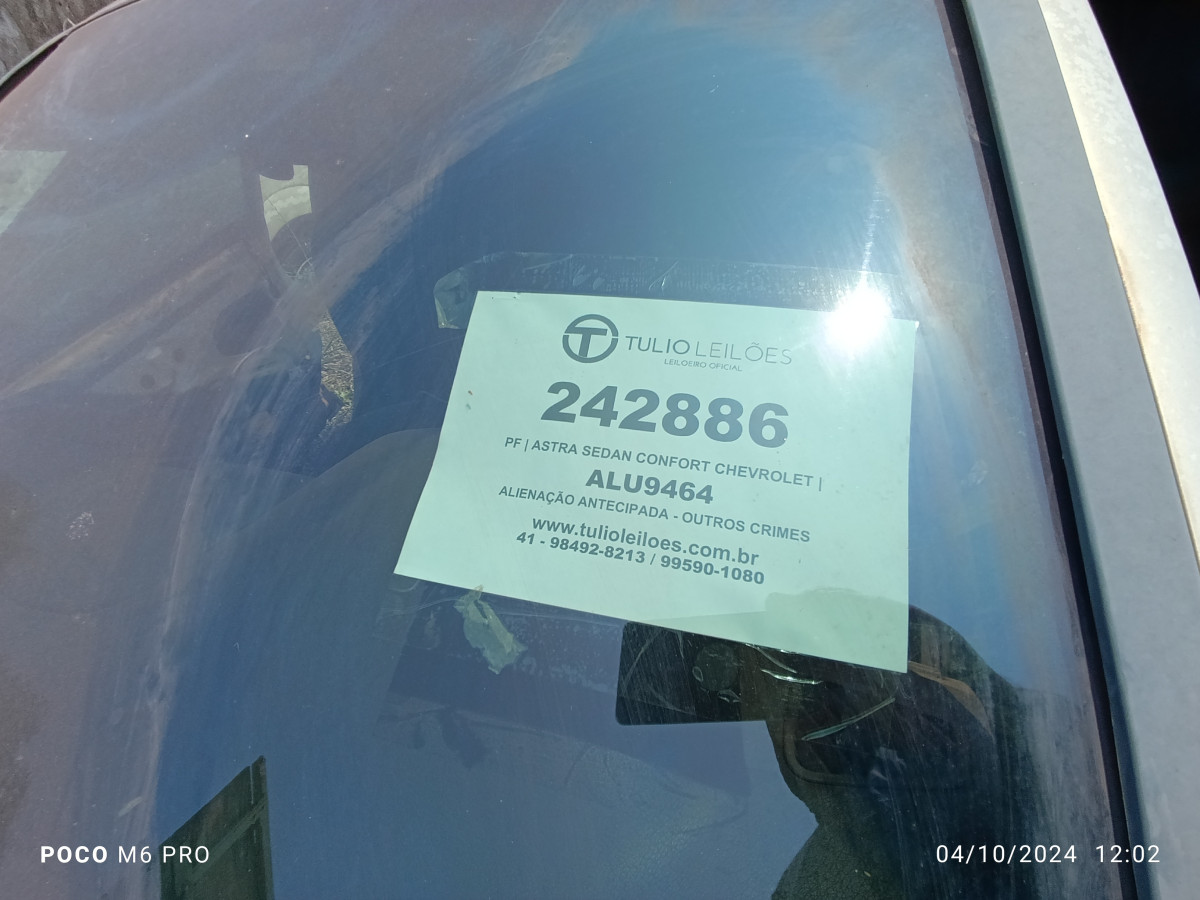 TULIO LEILÕES
LEILOEIRO OFICIAL
242886
PF | ASTRA SEDAN CONFORT CHEVROLET |
ALU9464
ALIENAÇÃO ANTECIPADA - OUTROS CRIMES
www.tulioleiloes.com.br
41 - 98492-8213 / 99590-1080
POCO M6 PRO
04/10/2024 12:02